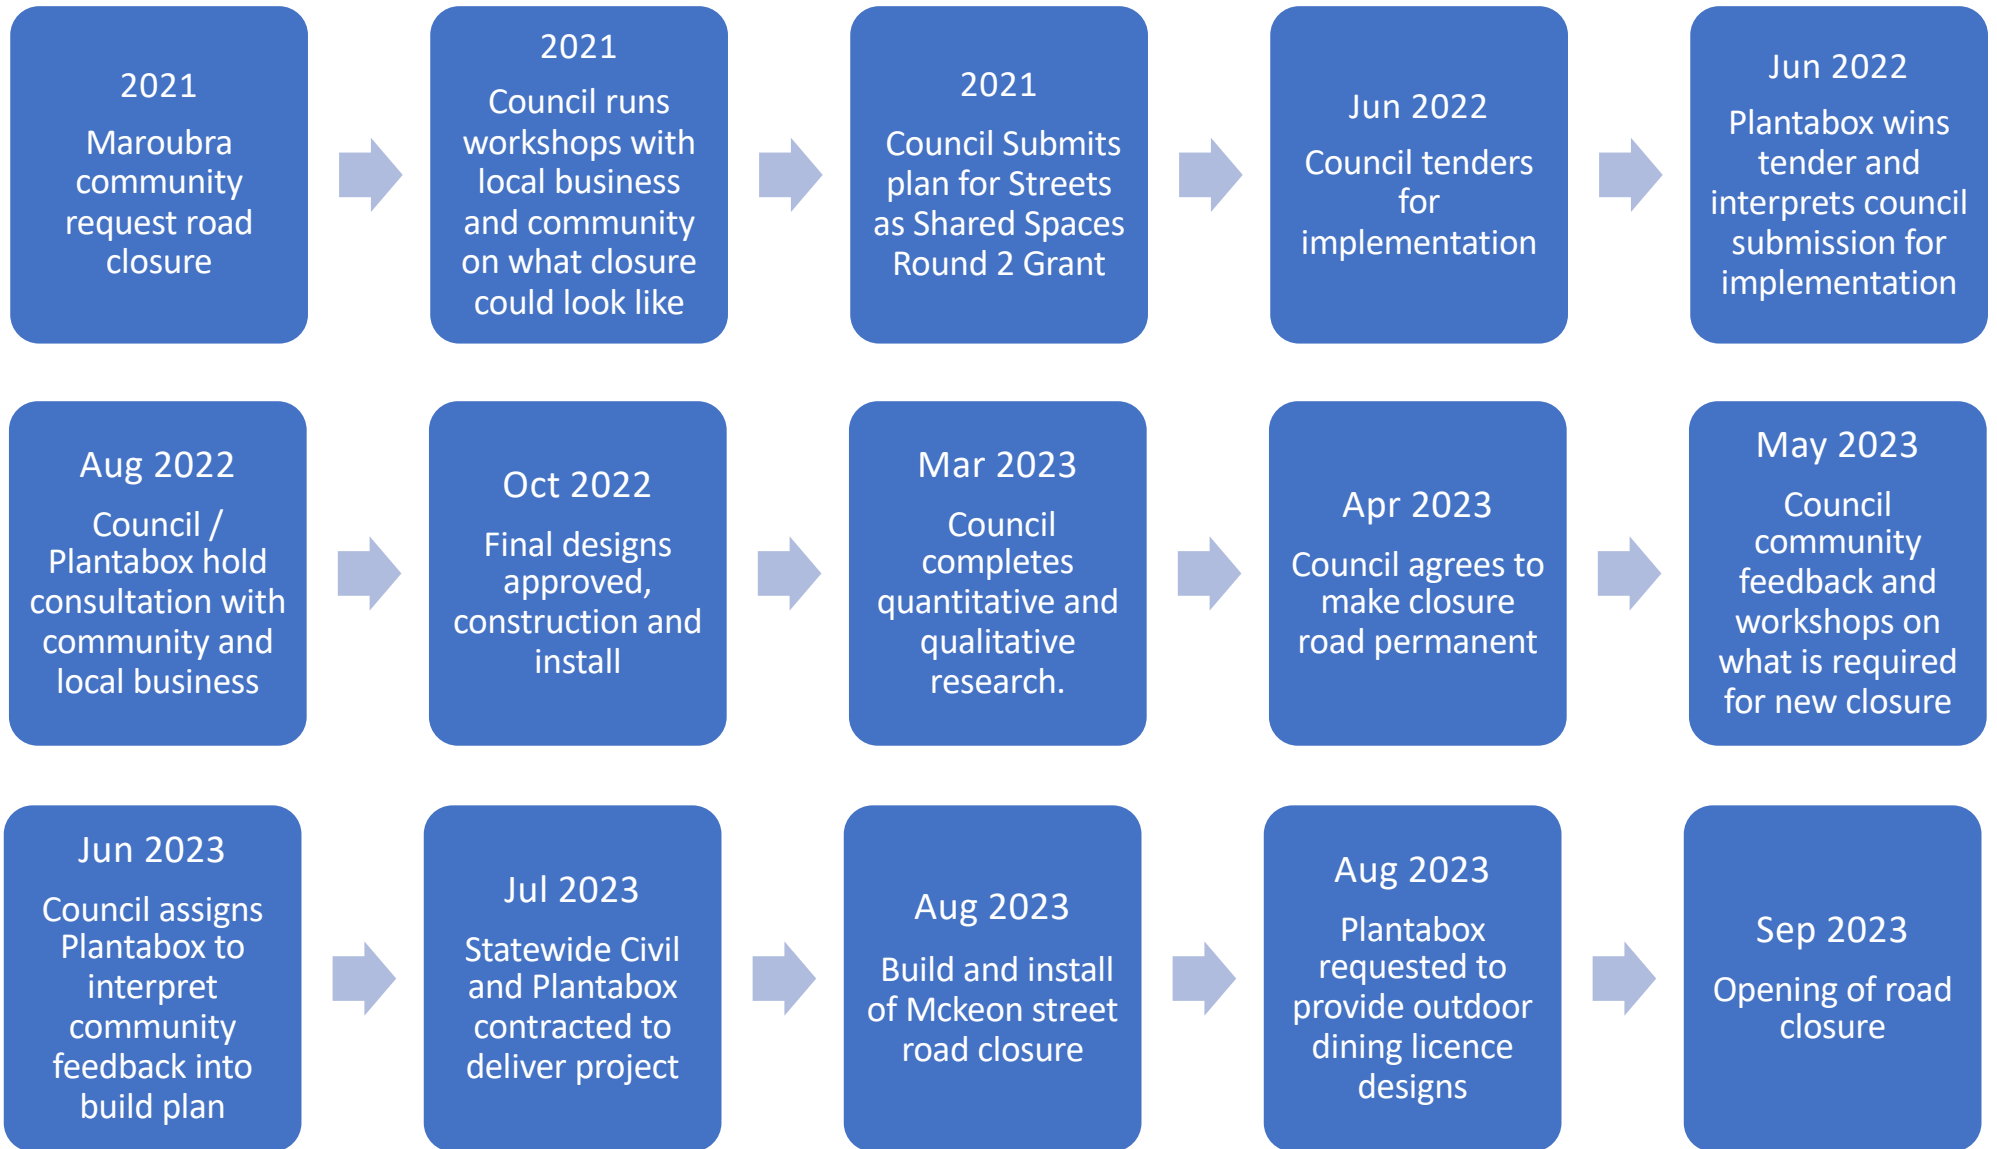 2021
Maroubra
community
request road
closure
2021
Council runs
workshops with
local business
and community
on what closure
could look like
2021
Council Submits
plan for Streets
as Shared Spaces
Round 2 Grant
Jun 2022
Council tenders
for
implementation
Jun 2022
Plantabox wins
tender and
interprets council
submission for
implementation
Aug 2022
Council /
Plantabox hold
consultation with
community and
local business
Oct 2022
Final designs
approved,
construction and
install
Mar 2023
Council
completes
quantitative and
qualitative
research.
Apr 2023
Council agrees to
make closure
road permanent
May 2023
Council
community
feedback and
workshops on
what is required
for new closure
Jun 2023
Council assigns
Plantabox to
interpret
community
feedback into
build plan
Jul 2023
Statewide Civil
and Plantabox
contracted to
deliver project
Aug 2023
Build and install
of Mckeon street
road closure
Aug 2023
Plantabox
requested to
provide outdoor
dining licence
designs
Sep 2023
Opening of road
closure